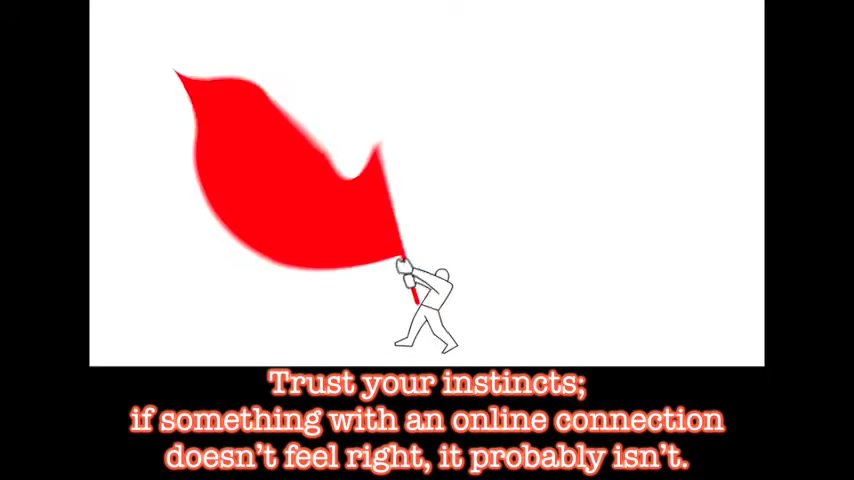 Trust your instincts;
if something with an online connection
doesn't feel right, it probably isn't.